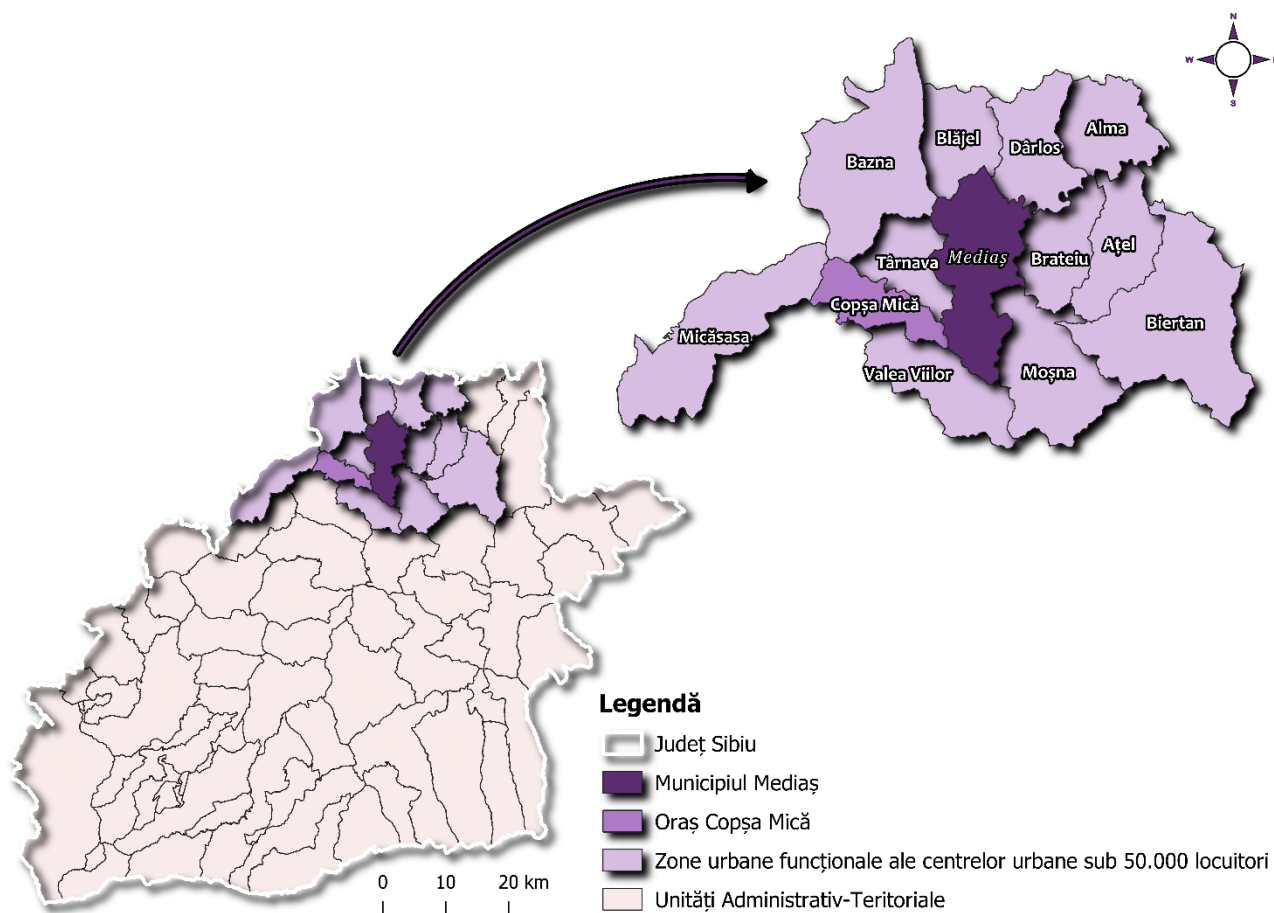 N
W
S
Alma
Blăjel
Dârlos
Bazna
Ațel
Mediaș
Brateiu
Târnava
Copșa Mică
Biertan
Micăsasa
Valea Viilor
Moșna
Legendă
Județ Sibiu
Municipiul Mediaș
Oraș Copșa Mică
Zone urbane funcționale ale centrelor urbane sub 50.000 locuitori
0 10 20 km
Unități Administrativ-Teritoriale